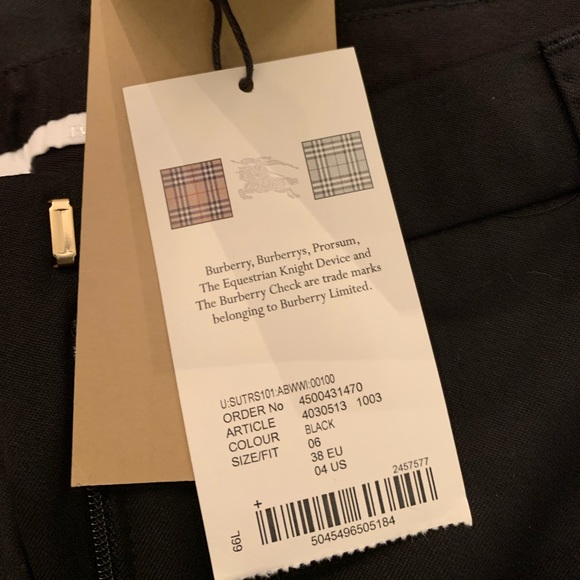 Burberry, Burberrys, Prorsum,
The Equestrian Knight Device and
The Burberry Check are trade marks
belonging to Burberry Limited.
U:SUTRS101:ABWWI:00100
ORDER No 4500431470
ARTICLE 4030513 1003
COLOUR BLACK
SIZE/FIT 06
38 EU
04 US
2457577
66L
5045496505184